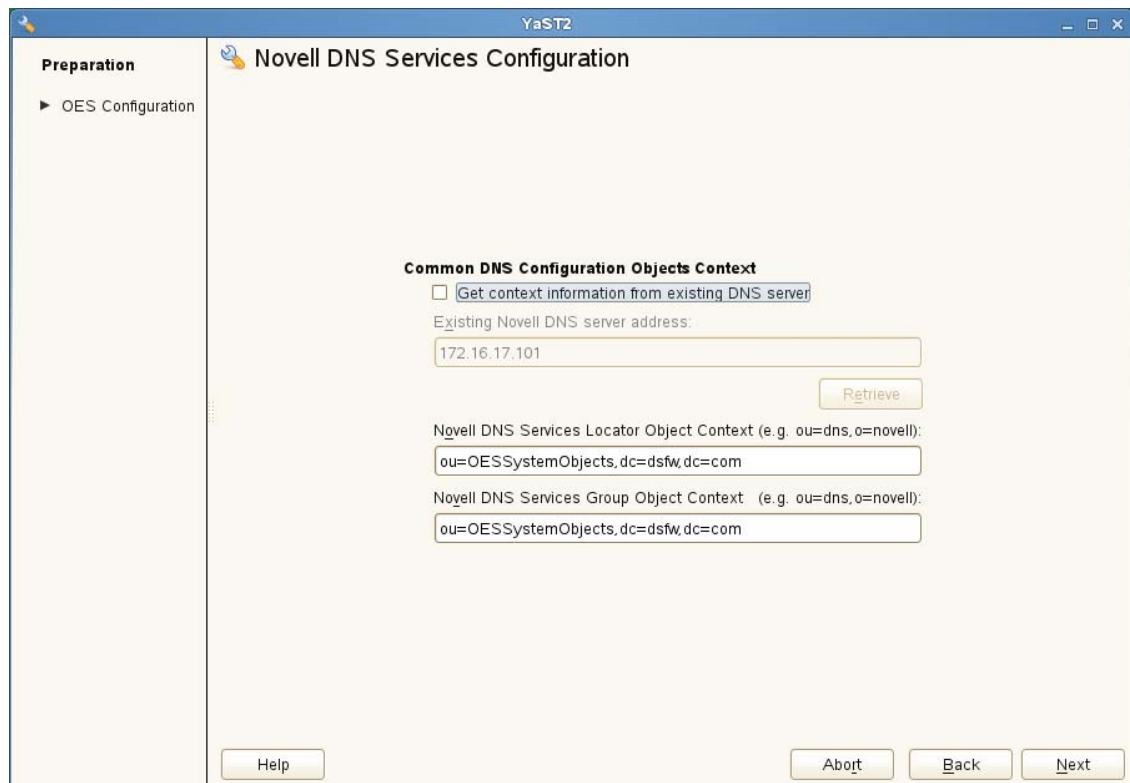 YaST2
Preparation
OES Configuration
Novell DNS Services Configuration
Common DNS Configuration Objects Context
Get context information from existing DNS server
Existing Novell DNS server address:
172.16.17.101
Retrieve
Novell DNS Services Locator Object Context (e.g. ou=dns,o=novell):
ou=OESSystemObjects,dc=dsfw,dc=com
Novell DNS Services Group Object Context (e.g. ou=dns,o=novell):
ou=OESSystemObjects,dc=dsfw,dc=com
Help
Abort
Back
Next